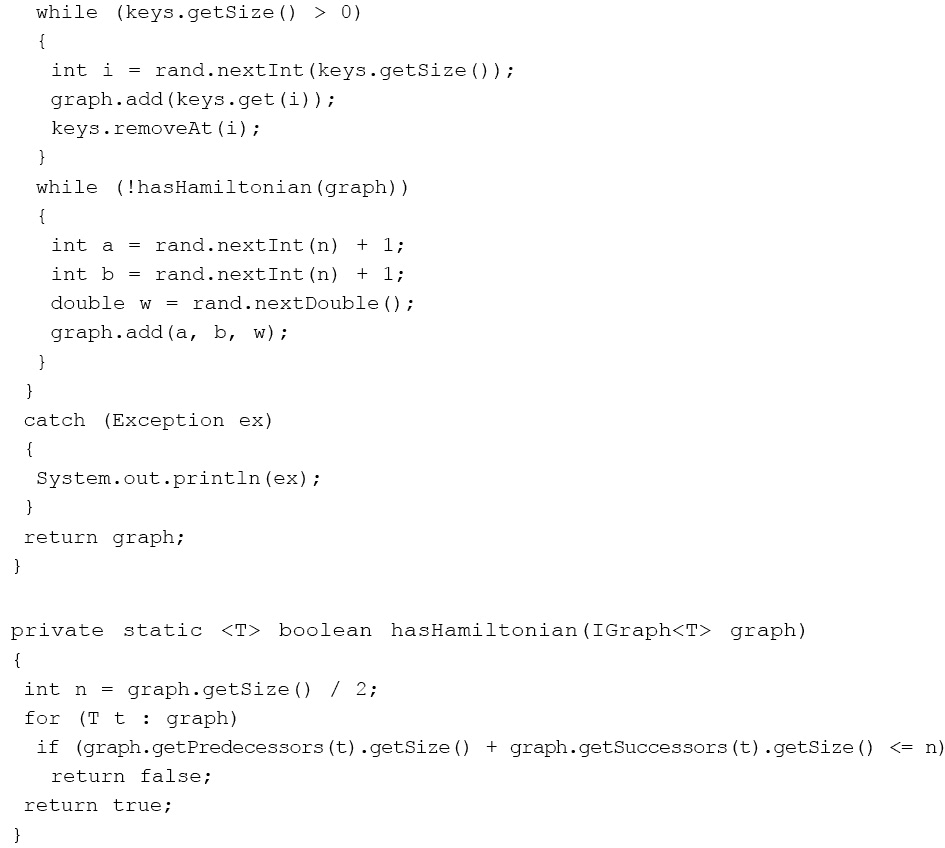 while (keys.getSize() > 0)
{
int i = rand.nextInt(keys.getSize());
graph.add(keys.get(i));
keys.removeAt(i);
}
while (!hasHamiltonian(graph))
{
int a = rand.nextInt(n) + 1;
int b = rand.nextInt(n) + 1;
double w = rand.nextDouble();
graph.add(a, b, w);
}
}
catch (Exception ex)
{
System.out.println(ex);
}
return graph;
}

private static <T> boolean hasHamiltonian(IGraph<T> graph)
{
int n = graph.getSize() / 2;
for (T t : graph)
if (graph.getPredecessors(t).getSize() + graph.getSuccessors(t).getSize() <= n)
return false;
return true;
}